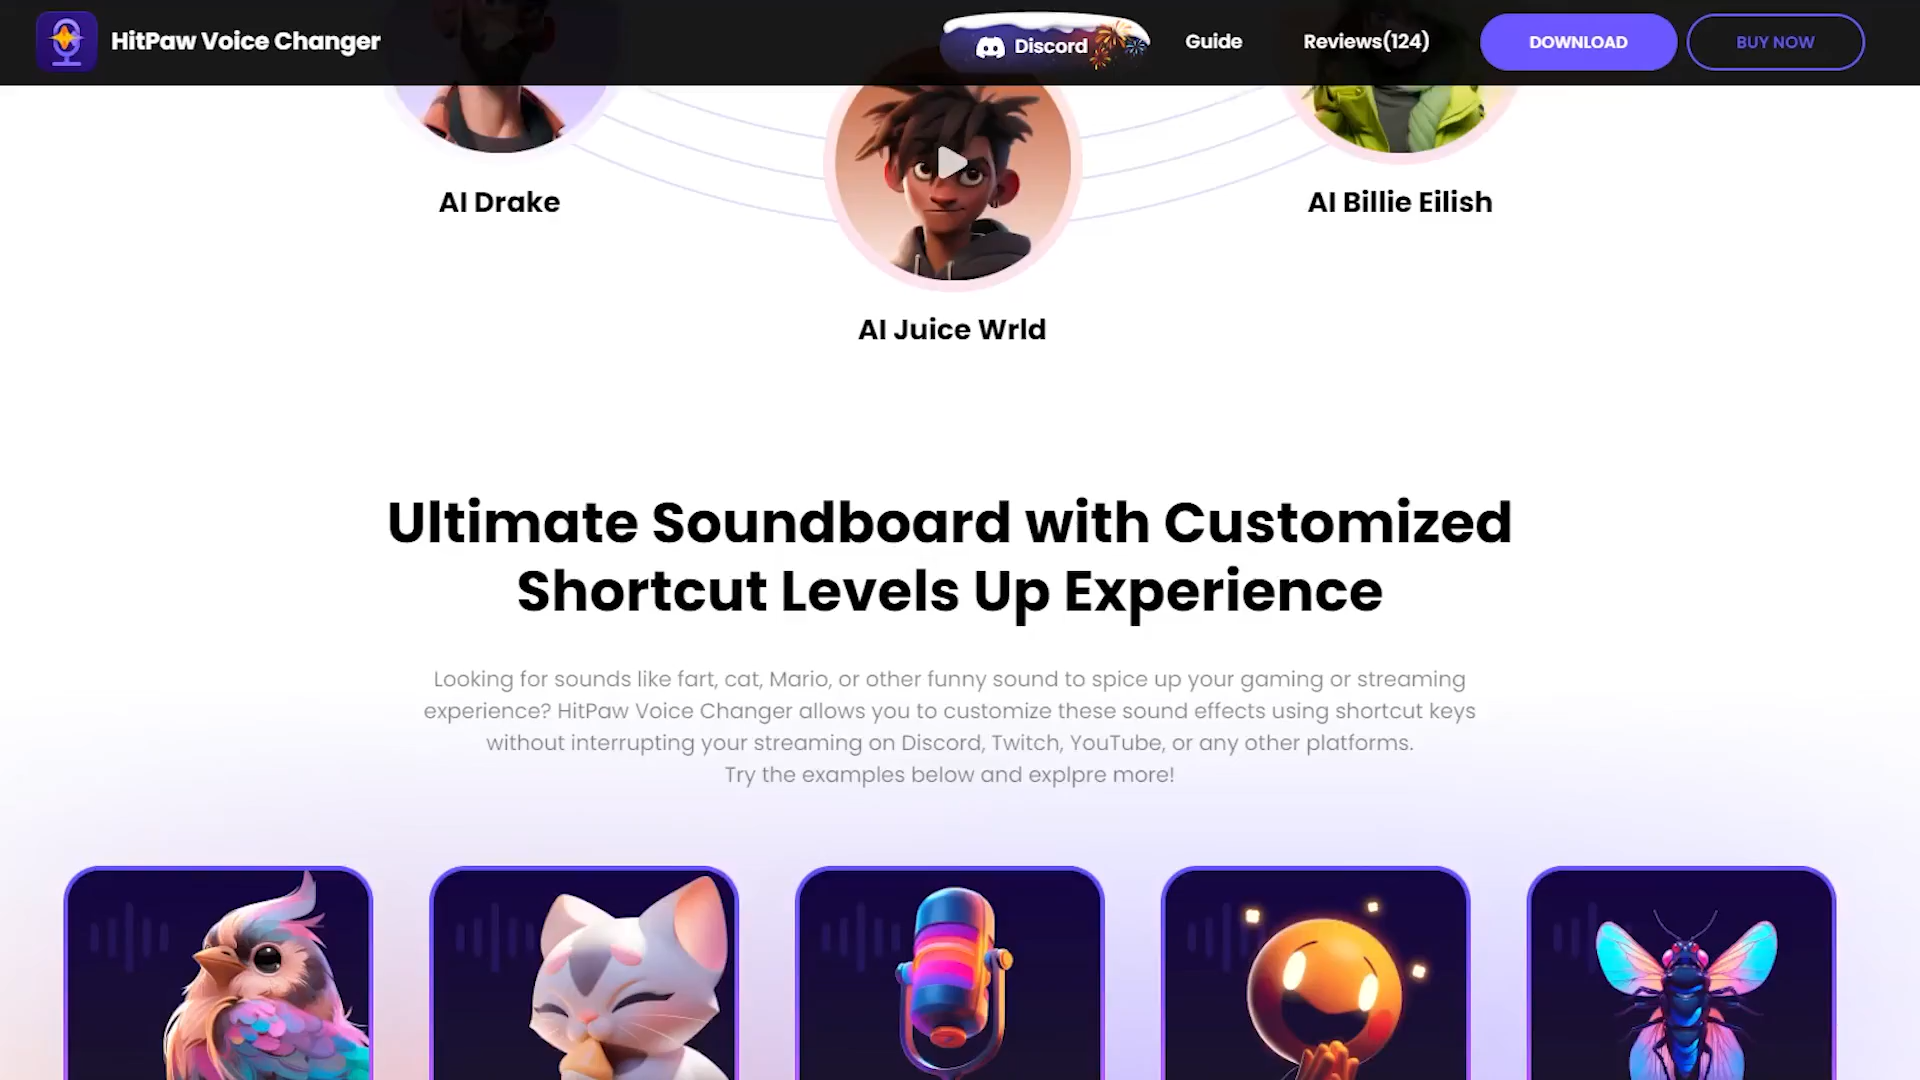 HitPaw Voice Changer
Discord
Guide
Reviews(124)
DOWNLOAD
BUY NOW
AI Drake
AI Billie Eilish
AI Juice Wrld
Ultimate Soundboard with Customized
Shortcut Levels Up Experience
Looking for sounds like fart, cat, Mario, or other funny sound to spice up your gaming or streaming
experience? HitPaw Voice Changer allows you to customize these sound effects using shortcut keys
without interrupting your streaming on Discord, Twitch, YouTube, or any other platforms.
Try the examples below and explpre more!